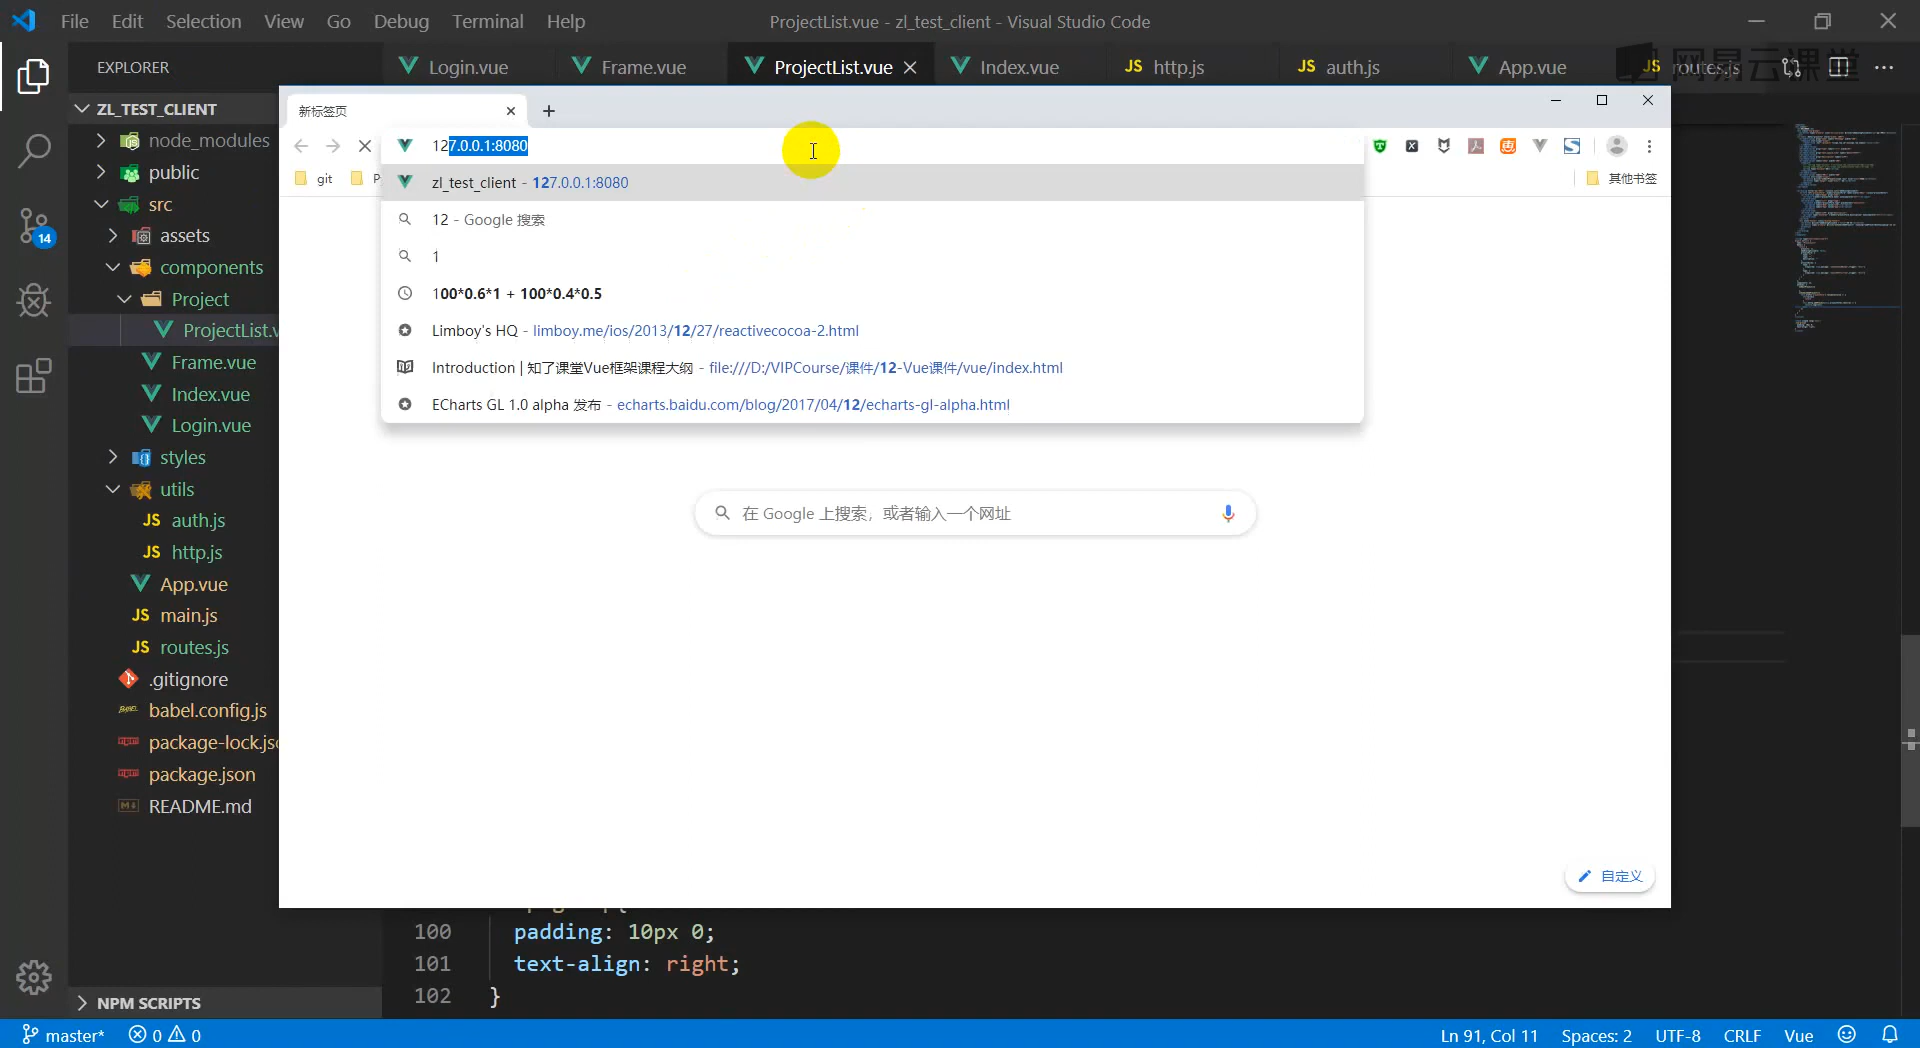 File Edit Selection View Go Debug Terminal Help
ProjectList.vue - zl_test_client - Visual Studio Code
EXPLORER
Login.vue
Frame.vue
ProjectList.vue
Index.vue
JS http.js
JS auth.js
App.vue
JS routes.js
网易云课堂
ZL_TEST_CLIENT
node_modules
public
src
assets
components
Project
ProjectList.v
Frame.vue
Index.vue
Login.vue
styles
utils
JS auth.js
JS http.js
App.vue
JS main.js
JS routes.js
.gitignore
babel.config.js
package-lock.js
package.json
README.md
NPM SCRIPTS
14
新标签页
127.0.0.1:8080
git
P
其他书签
zl_test_client - 127.0.0.1:8080
12 - Google 搜索
1
100*0.6*1 + 100*0.4*0.5
Limboy's HQ - limboy.me/ios/2013/12/27/reactivecocoa-2.html
Introduction | 知了课堂Vue框架课程大纲 - file:///D:/VIPCourse/课件/12-Vue课件/vue/index.html
ECharts GL 1.0 alpha 发布 - echarts.baidu.com/blog/2017/04/12/echarts-gl-alpha.html
在 Google 上搜索，或者输入一个网址
自定义
100 padding: 10px 0;
101 text-align: right;
102 }
master* 0 0
Ln 91, Col 11 Spaces: 2 UTF-8 CRLF Vue